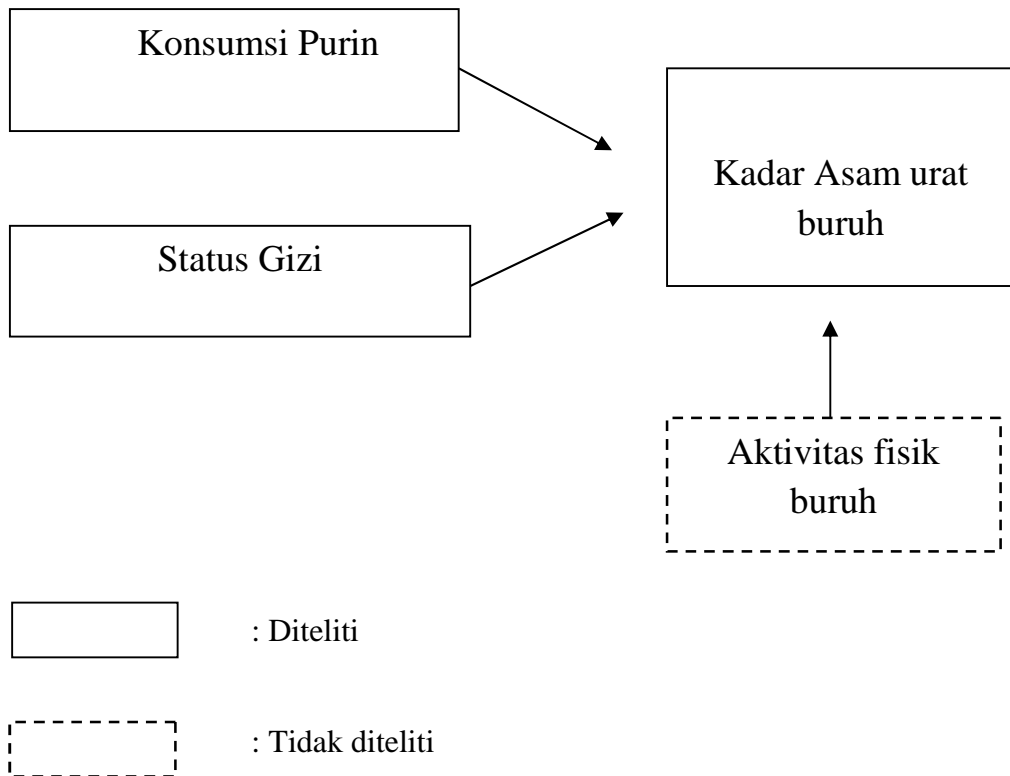 Konsumsi Purin
Kadar Asam urat
buruh
Status Gizi
Aktivitas fisik
buruh
: Diteliti
: Tidak diteliti